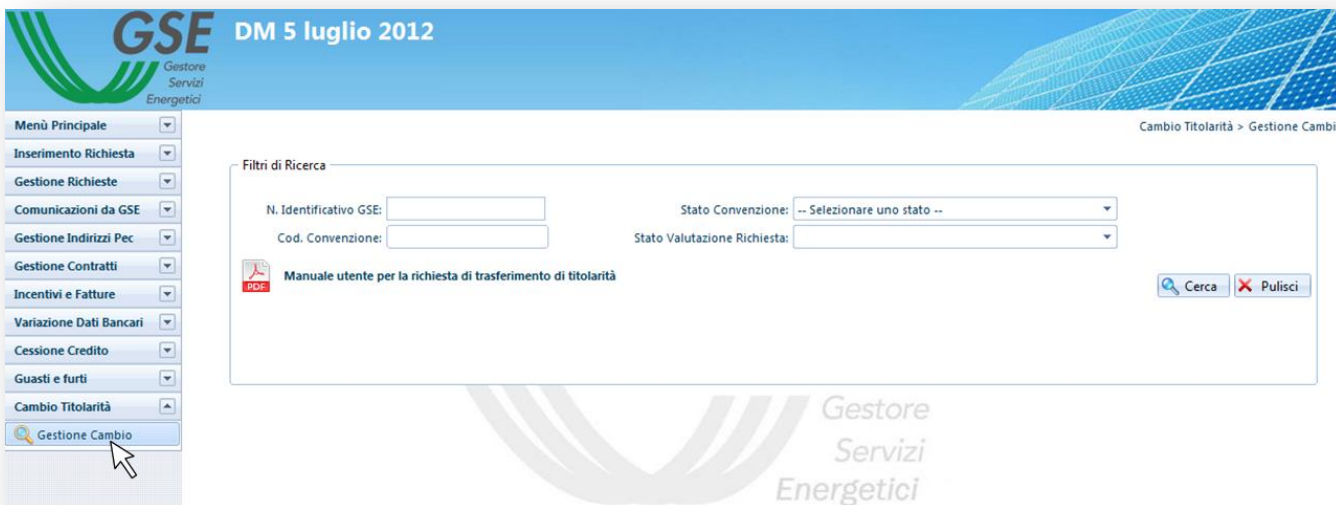 GSE
Gestore
Servizi
Energetici
DM 5 luglio 2012
Menù Principale
Inserimento Richiesta
Gestione Richieste
Comunicazioni da GSE
Gestione Indirizzi Pec
Gestione Contratti
Incentivi e Fatture
Variazione Dati Bancari
Cessione Credito
Guasti e furti
Cambio Titolarità
Gestione Cambio
Cambio Titolarità > Gestione Cambi
Filtri di Ricerca
N. Identificativo GSE:
Stato Convenzione: -- Selezionare uno stato --
Cod. Convenzione:
Stato Valutazione Richiesta:
PDF
Manuale utente per la richiesta di trasferimento di titolarità
Cerca
Pulisci
Gestore
Servizi
Energetici